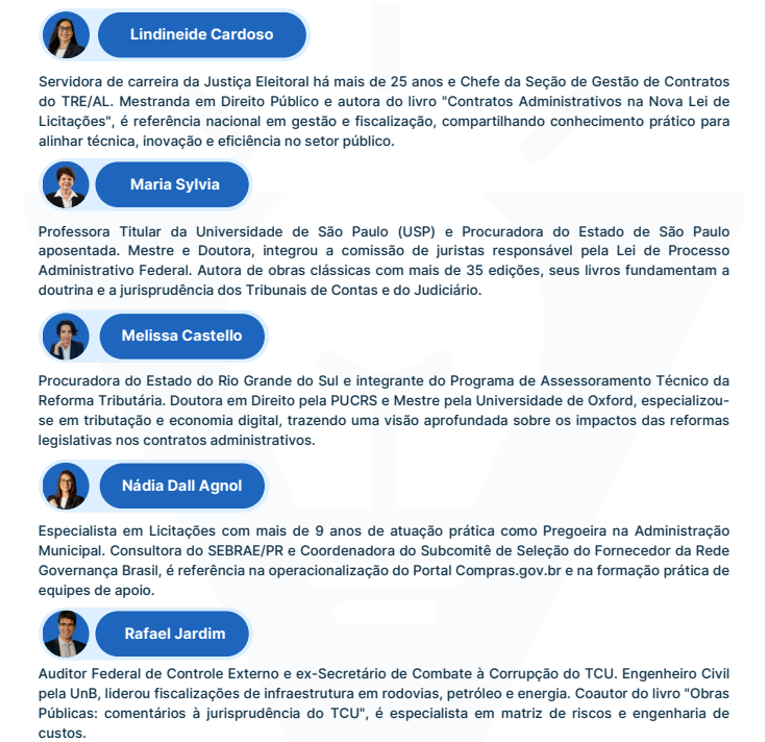 Lindineide Cardoso
Servidora de carreira da Justiça Eleitoral há mais de 25 anos e Chefe da Seção de Gestão de Contratos
do TRE/AL. Mestranda em Direito Público e autora do livro "Contratos Administrativos na Nova Lei de
Licitações", é referência nacional em gestão e fiscalização, compartilhando conhecimento prático para
alinhar técnica, inovação e eficiência no setor público.
Maria Sylvia
Professora Titular da Universidade de São Paulo (USP) e Procuradora do Estado de São Paulo
aposentada. Mestre e Doutora, integrou a comissão de juristas responsável pela Lei de Processo
Administrativo Federal. Autora de obras clássicas com mais de 35 edições, seus livros fundamentam a
doutrina e a jurisprudência dos Tribunais de Contas e do Judiciário.
Melissa Castello
Procuradora do Estado do Rio Grande do Sul e integrante do Programa de Assessoramento Técnico da
Reforma Tributária. Doutora em Direito pela PUCRS e Mestre pela Universidade de Oxford, especializou-
se em tributação e economia digital, trazendo uma visão aprofundada sobre os impactos das reformas
legislativas nos contratos administrativos.
Nádia Dall Agnol
Especialista em Licitações com mais de 9 anos de atuação prática como Pregoeira na Administração
Municipal. Consultora do SEBRAE/PR e Coordenadora do Subcomitê de Seleção do Fornecedor da Rede
Governança Brasil, é referência na operacionalização do Portal Compras.gov.br e na formação prática de
equipes de apoio.
Rafael Jardim
Auditor Federal de Controle Externo e ex-Secretário de Combate à Corrupção do TCU. Engenheiro Civil
pela UnB, liderou fiscalizações de infraestrutura em rodovias, petróleo e energia. Coautor do livro "Obras
Públicas: comentários à jurisprudência do TCU", é especialista em matriz de riscos e engenharia de
custos.